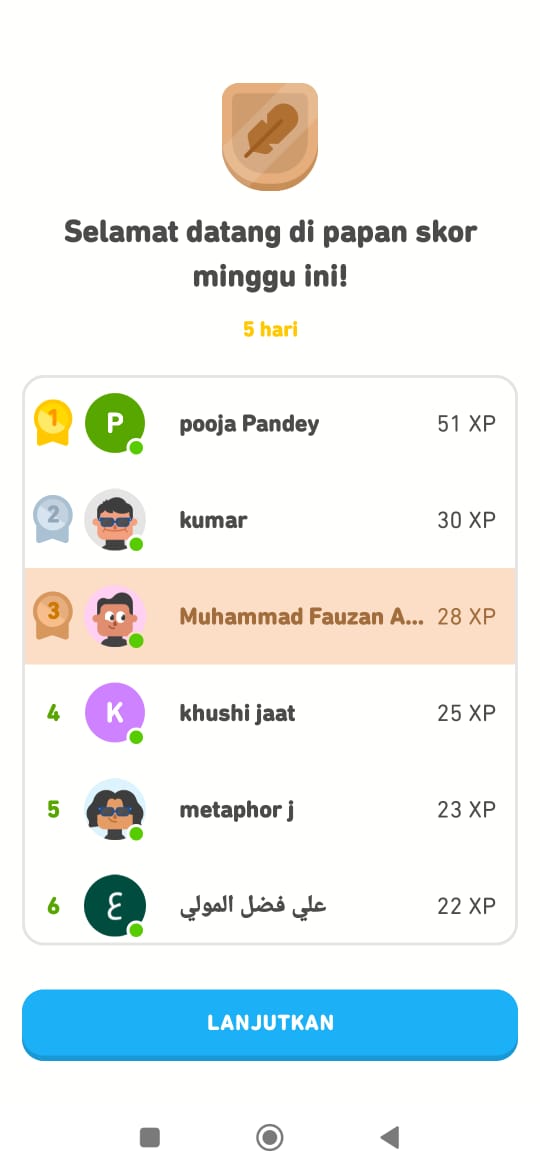 Selamat datang di papan skor
minggu ini!
5 hari
1 P pooja Pandey 51 XP
2 kumar 30 XP
3 Muhammad Fauzan A... 28 XP
4 K khushi jaat 25 XP
5 metaphor j 23 XP
6 ع علي فضل المولي 22 XP
LANJUTKAN